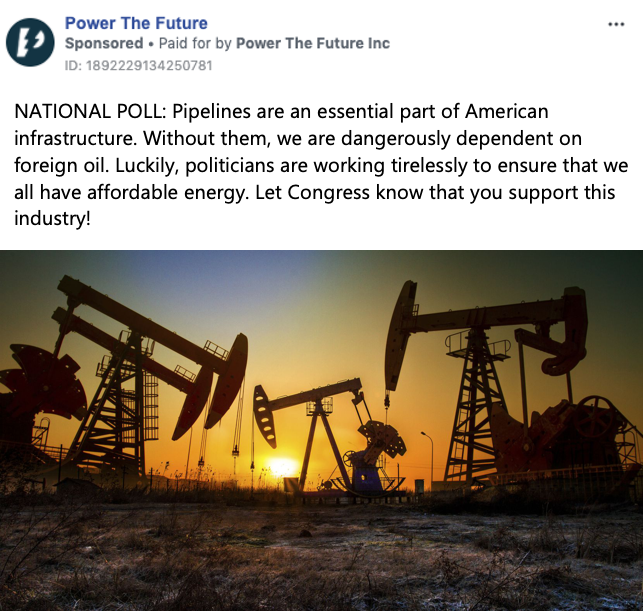 Power The Future
Sponsored • Paid for by Power The Future Inc
ID: 1892229134250781
NATIONAL POLL: Pipelines are an essential part of American
infrastructure. Without them, we are dangerously dependent on
foreign oil. Luckily, politicians are working tirelessly to ensure that we
all have affordable energy. Let Congress know that you support this
industry!